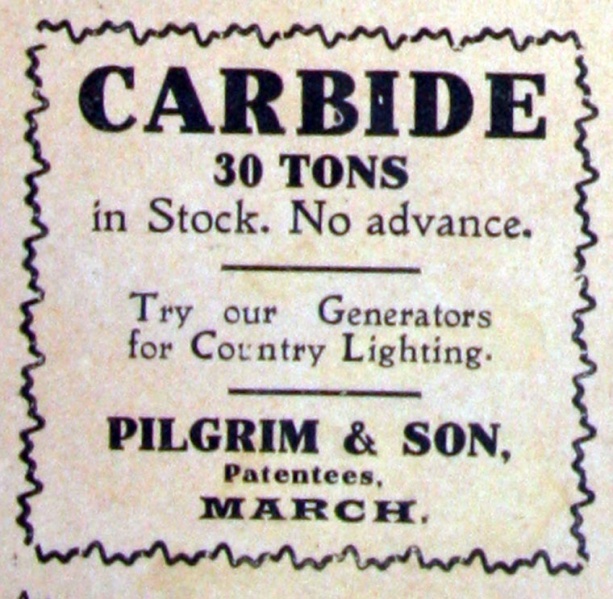 CARBIDE
30 TONS
in Stock. No advance.
Try our Generators
for Country Lighting.
PILGRIM & SON,
Patentees,
MARCH.